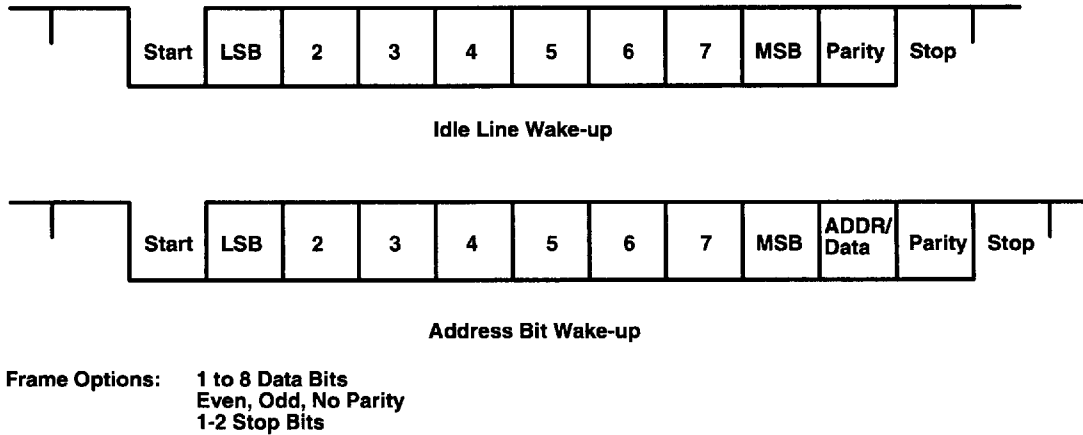 Start LSB 2 3 4 5 6 7 MSB Parity Stop
Idle Line Wake-up
Start LSB 2 3 4 5 6 7 MSB ADDR/ Data Parity Stop
Address Bit Wake-up
Frame Options: 1 to 8 Data Bits
Even, Odd, No Parity
1-2 Stop Bits